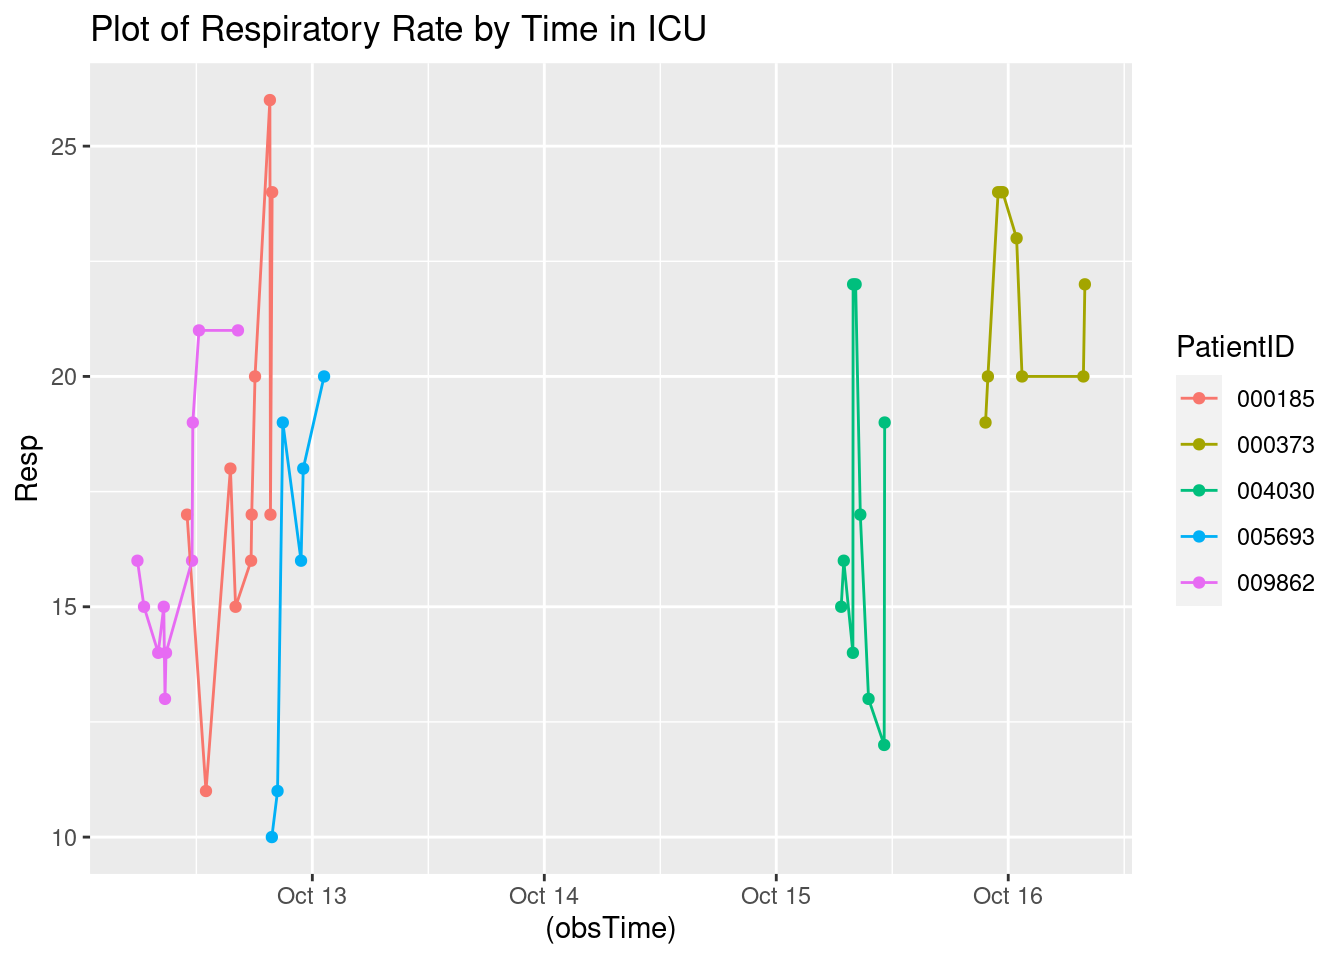 Plot of Respiratory Rate by Time in ICU
25
20
15
10
Resp
Oct 13 Oct 14 Oct 15 Oct 16
(obsTime)
PatientID
000185
000373
004030
005693
009862